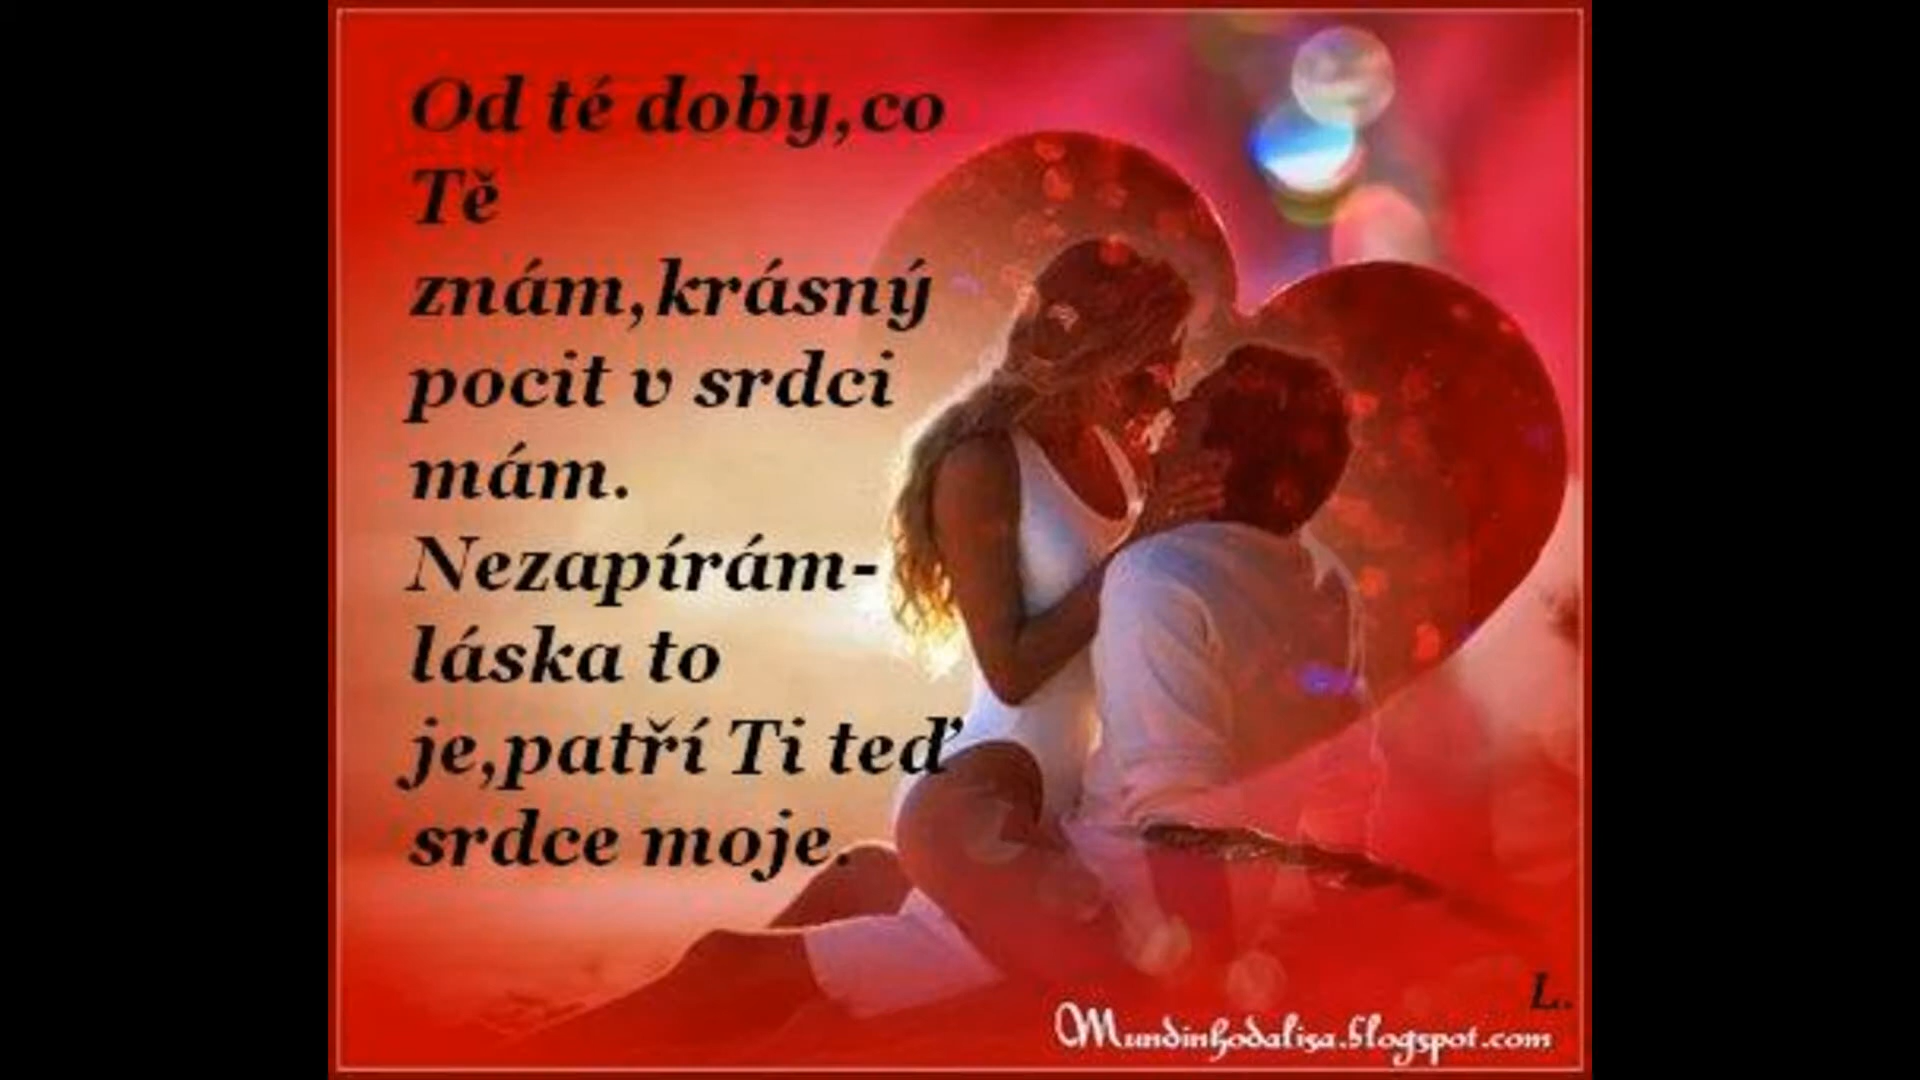 Od té doby,co
Tě
znám,krásný
pocit v srdci
mám.
Nezapírám-
láska to
je,patří Ti teď
srdce moje.
L.
Mundinhodalisa.blogspot.com